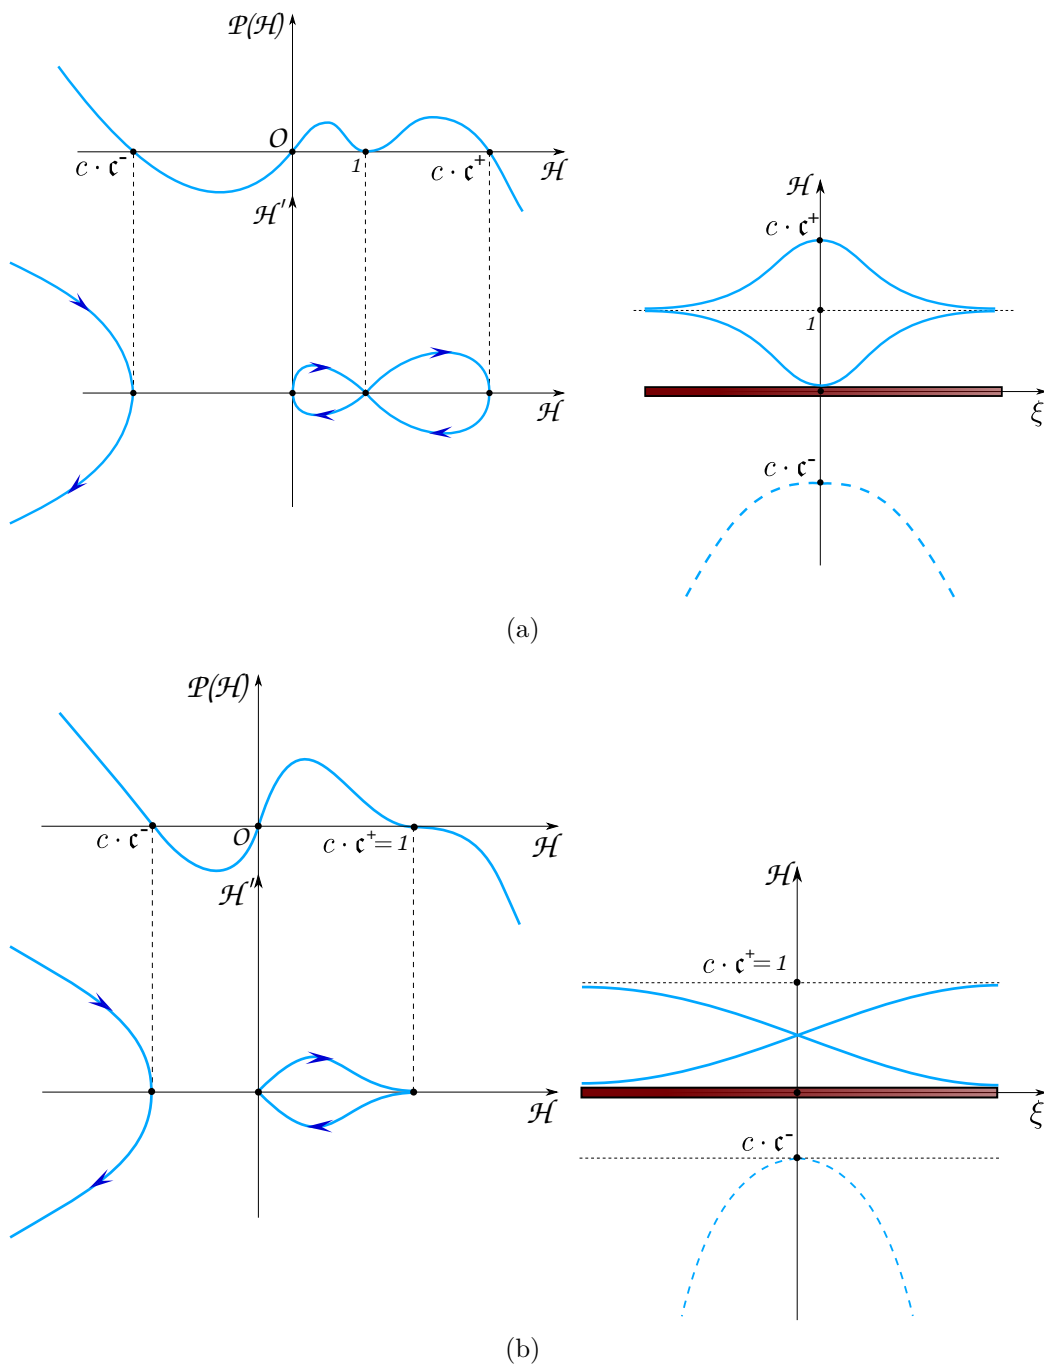 𝒫(ℋ)
O
c · 𝔠⁻
1
c · 𝔠⁺
ℋ
ℋ′
ℋ
ℋ
c · 𝔠⁺
1
ξ
c · 𝔠⁻
(a)
𝒫(ℋ)
c · 𝔠⁻
O
c · 𝔠⁺=1
ℋ
ℋ′
ℋ
ℋ
c · 𝔠⁺=1
ξ
c · 𝔠⁻
(b)